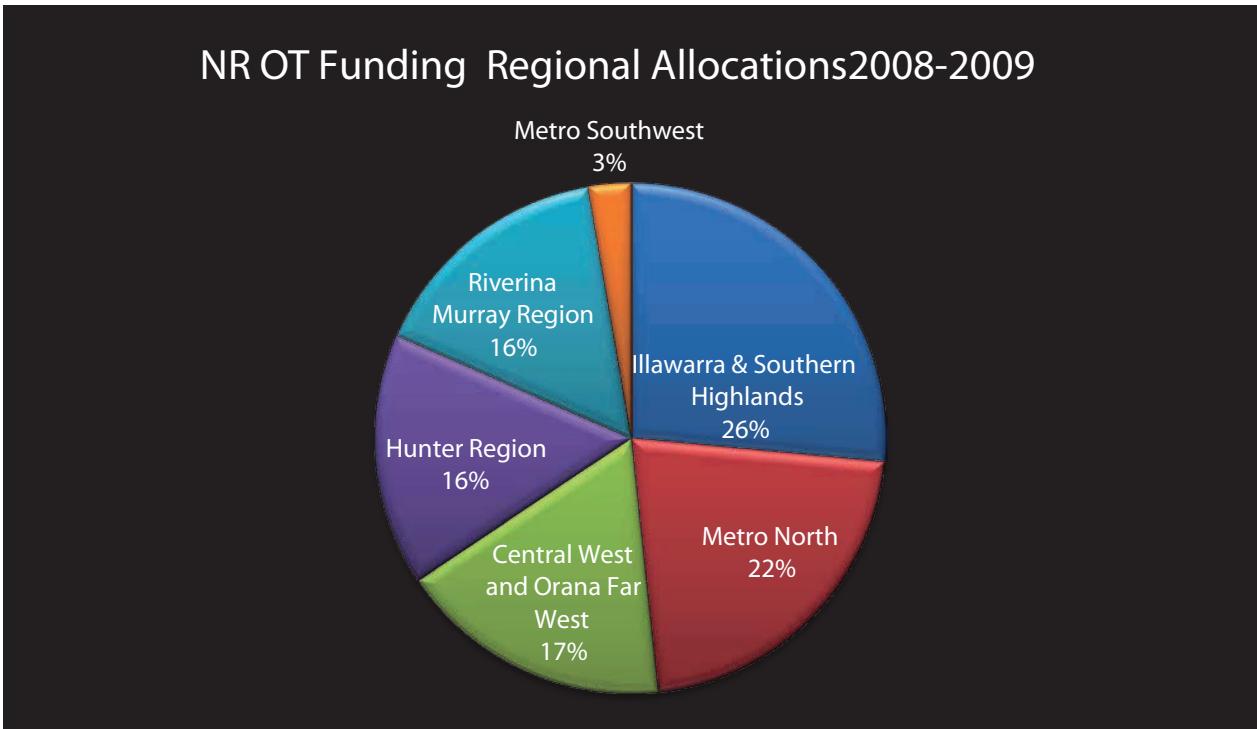 NR OT Funding  Regional Allocations2008-2009
Metro Southwest
3%
Riverina
Murray Region
16%
Illawarra & Southern
Highlands
26%
Hunter Region
16%
Metro North
22%
Central West
and Orana Far
West
17%